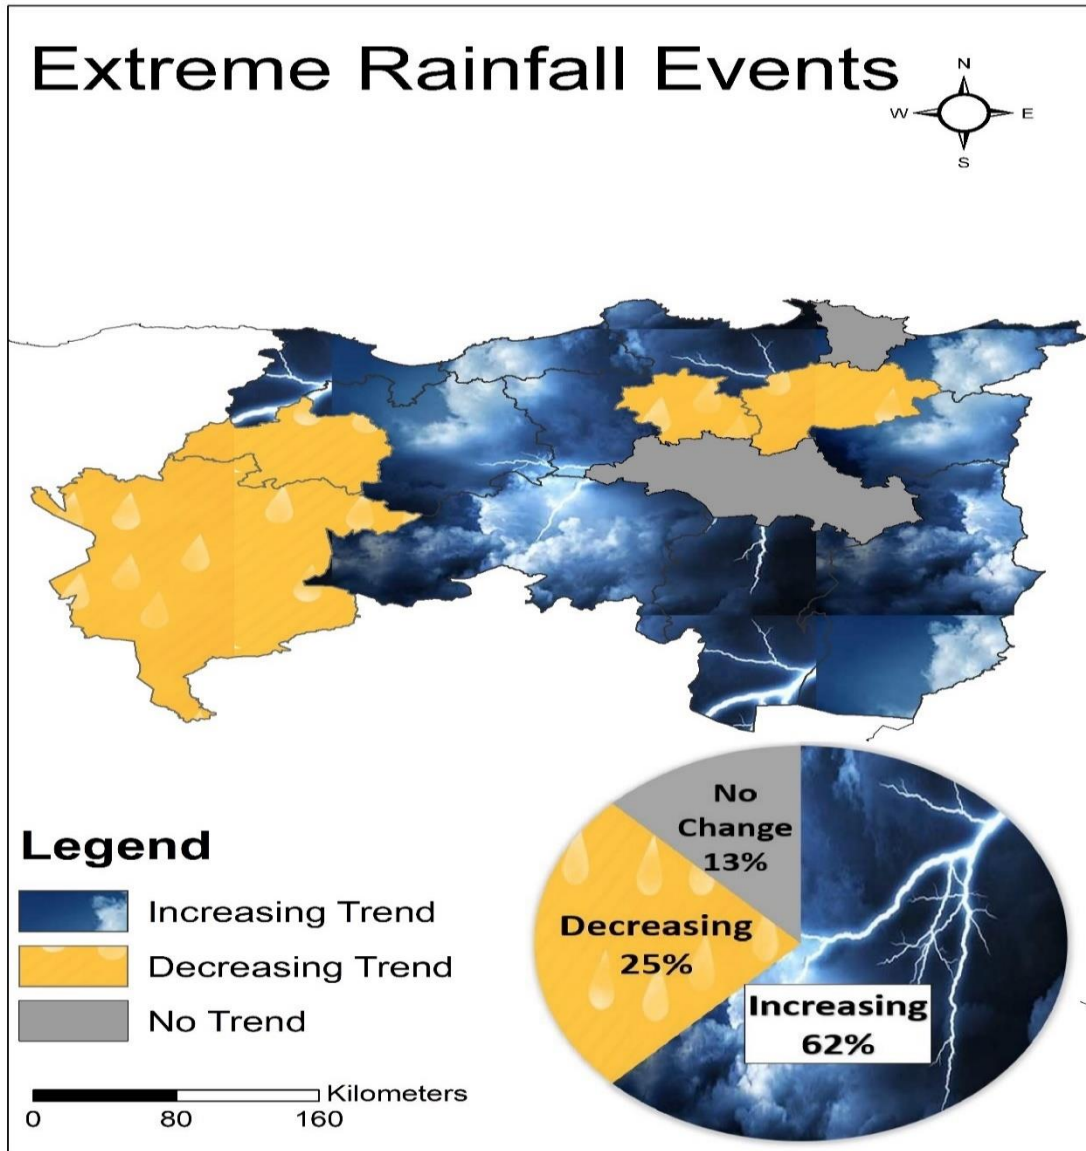 Extreme Rainfall Events
N
W
E
S
No
Change
13%
Decreasing
25%
Increasing
62%
Legend
Increasing Trend
Decreasing Trend
No Trend
Kilometers
0 80 160